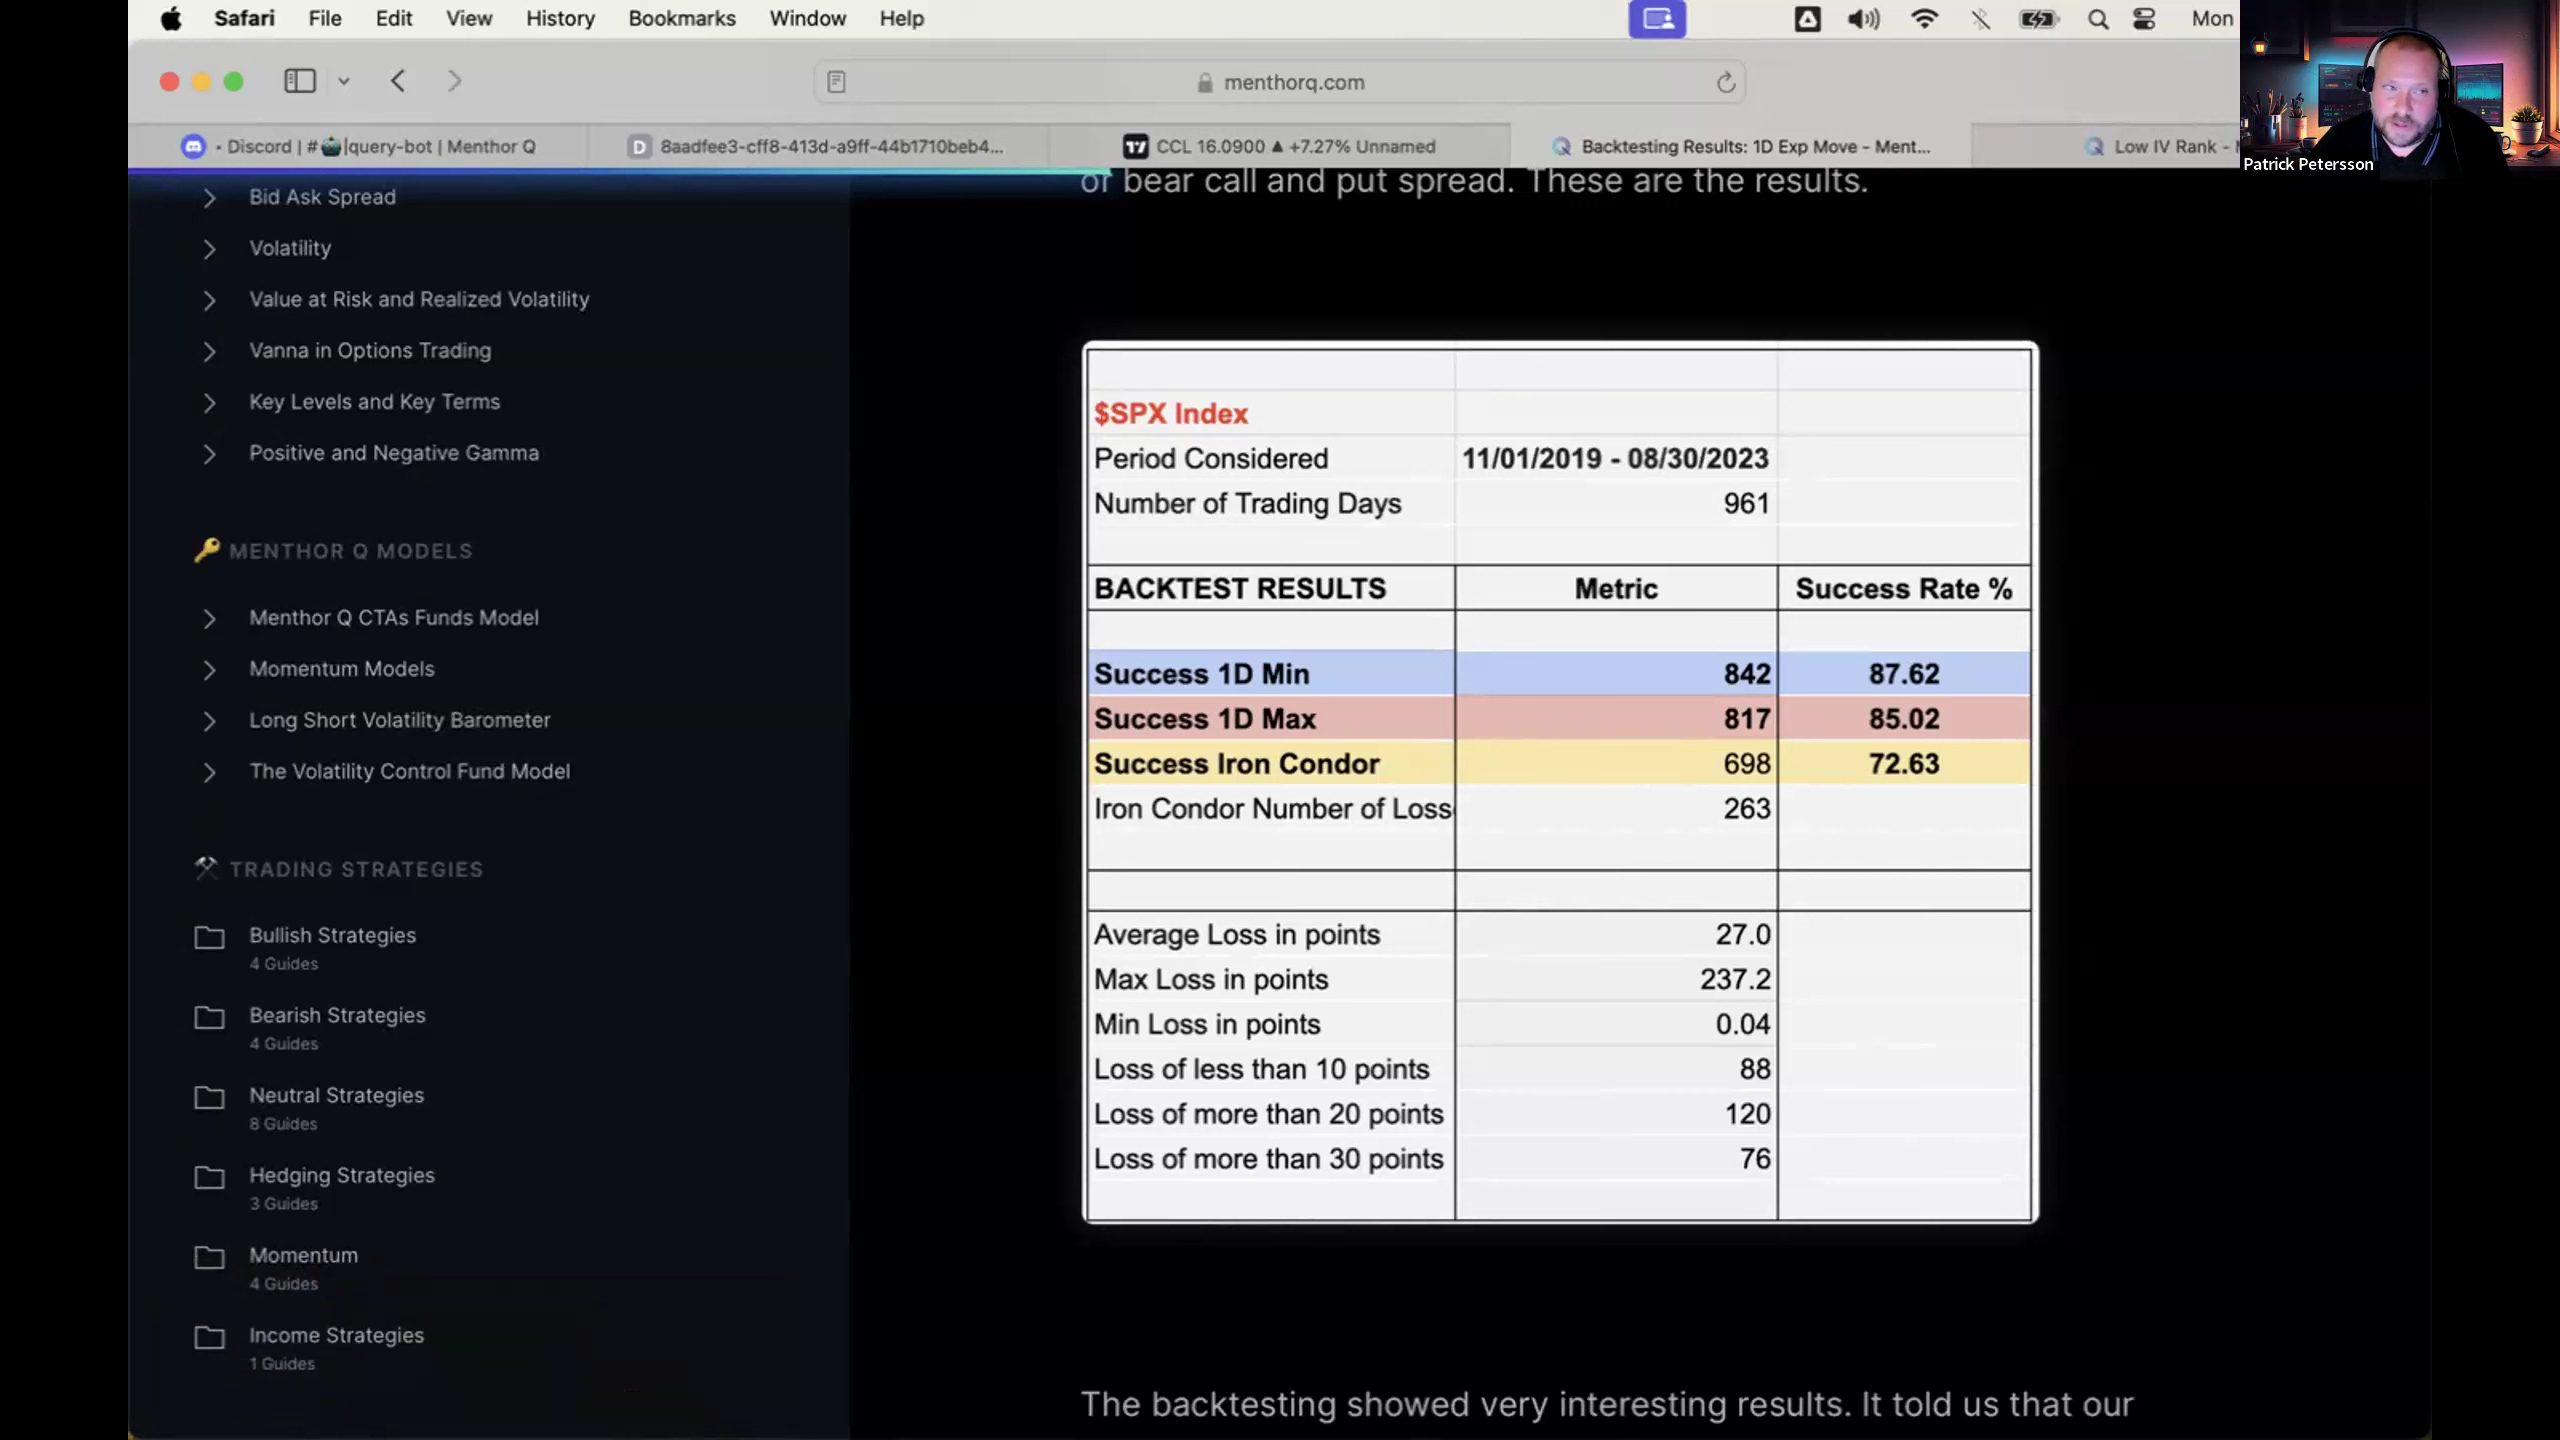 Safari File Edit View History Bookmarks Window Help Mon
menthorq.com
• Discord | #|query-bot | Menthor Q
8aadfee3-cff8-413d-a9ff-44b1710beb4...
CCL 16.0900 ▲ +7.27% Unnamed
Backtesting Results: 1D Exp Move - Ment...
Low IV Rank -
Patrick Petersson
Bid Ask Spread
Volatility
Value at Risk and Realized Volatility
Vanna in Options Trading
Key Levels and Key Terms
Positive and Negative Gamma
MENTHOR Q MODELS
Menthor Q CTAs Funds Model
Momentum Models
Long Short Volatility Barometer
The Volatility Control Fund Model
TRADING STRATEGIES
Bullish Strategies
4 Guides
Bearish Strategies
4 Guides
Neutral Strategies
8 Guides
Hedging Strategies
3 Guides
Momentum
4 Guides
Income Strategies
1 Guides
or bear call and put spread. These are the results.
$SPX Index
Period Considered 11/01/2019 - 08/30/2023
Number of Trading Days 961
BACKTEST RESULTS Metric Success Rate %
Success 1D Min 842 87.62
Success 1D Max 817 85.02
Success Iron Condor 698 72.63
Iron Condor Number of Loss 263
Average Loss in points 27.0
Max Loss in points 237.2
Min Loss in points 0.04
Loss of less than 10 points 88
Loss of more than 20 points 120
Loss of more than 30 points 76
The backtesting showed very interesting results. It told us that our